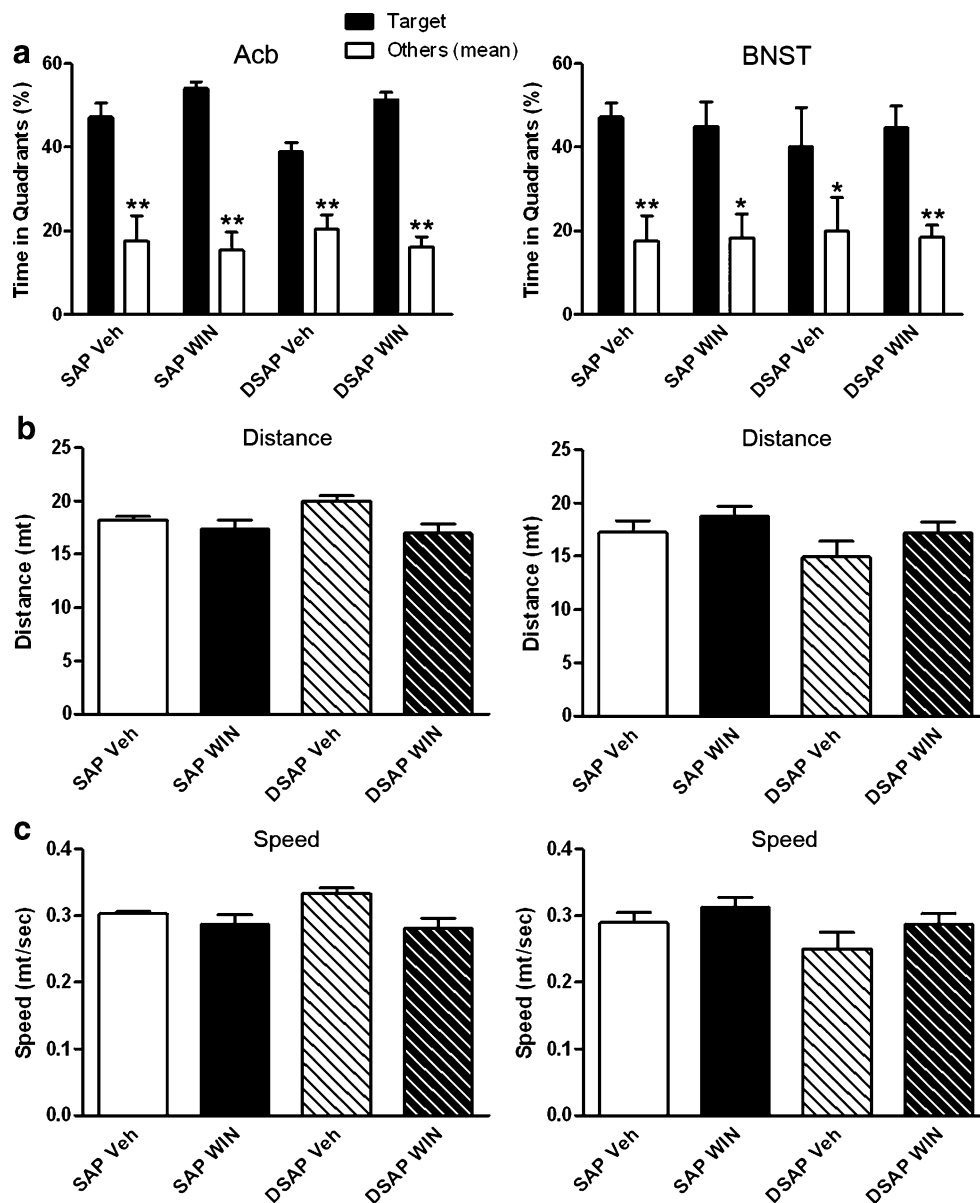 Target
Others (mean)
a
Acb
BNST
Time in Quadrants (%)
60
40
20
0
** ** ** **
SAP Veh
SAP WIN
DSAP Veh
DSAP WIN
Time in Quadrants (%)
60
40
20
0
** * * **
SAP Veh
SAP WIN
DSAP Veh
DSAP WIN
b
Distance
Distance (mt)
25
20
15
10
5
0
SAP Veh
SAP WIN
DSAP Veh
DSAP WIN
Distance
Distance (mt)
25
20
15
10
5
0
SAP Veh
SAP WIN
DSAP Veh
DSAP WIN
c
Speed
Speed (mt/sec)
0.4
0.3
0.2
0.1
0.0
SAP Veh
SAP WIN
DSAP Veh
DSAP WIN
Speed
Speed (mt/sec)
0.4
0.3
0.2
0.1
0.0
SAP Veh
SAP WIN
DSAP Veh
DSAP WIN